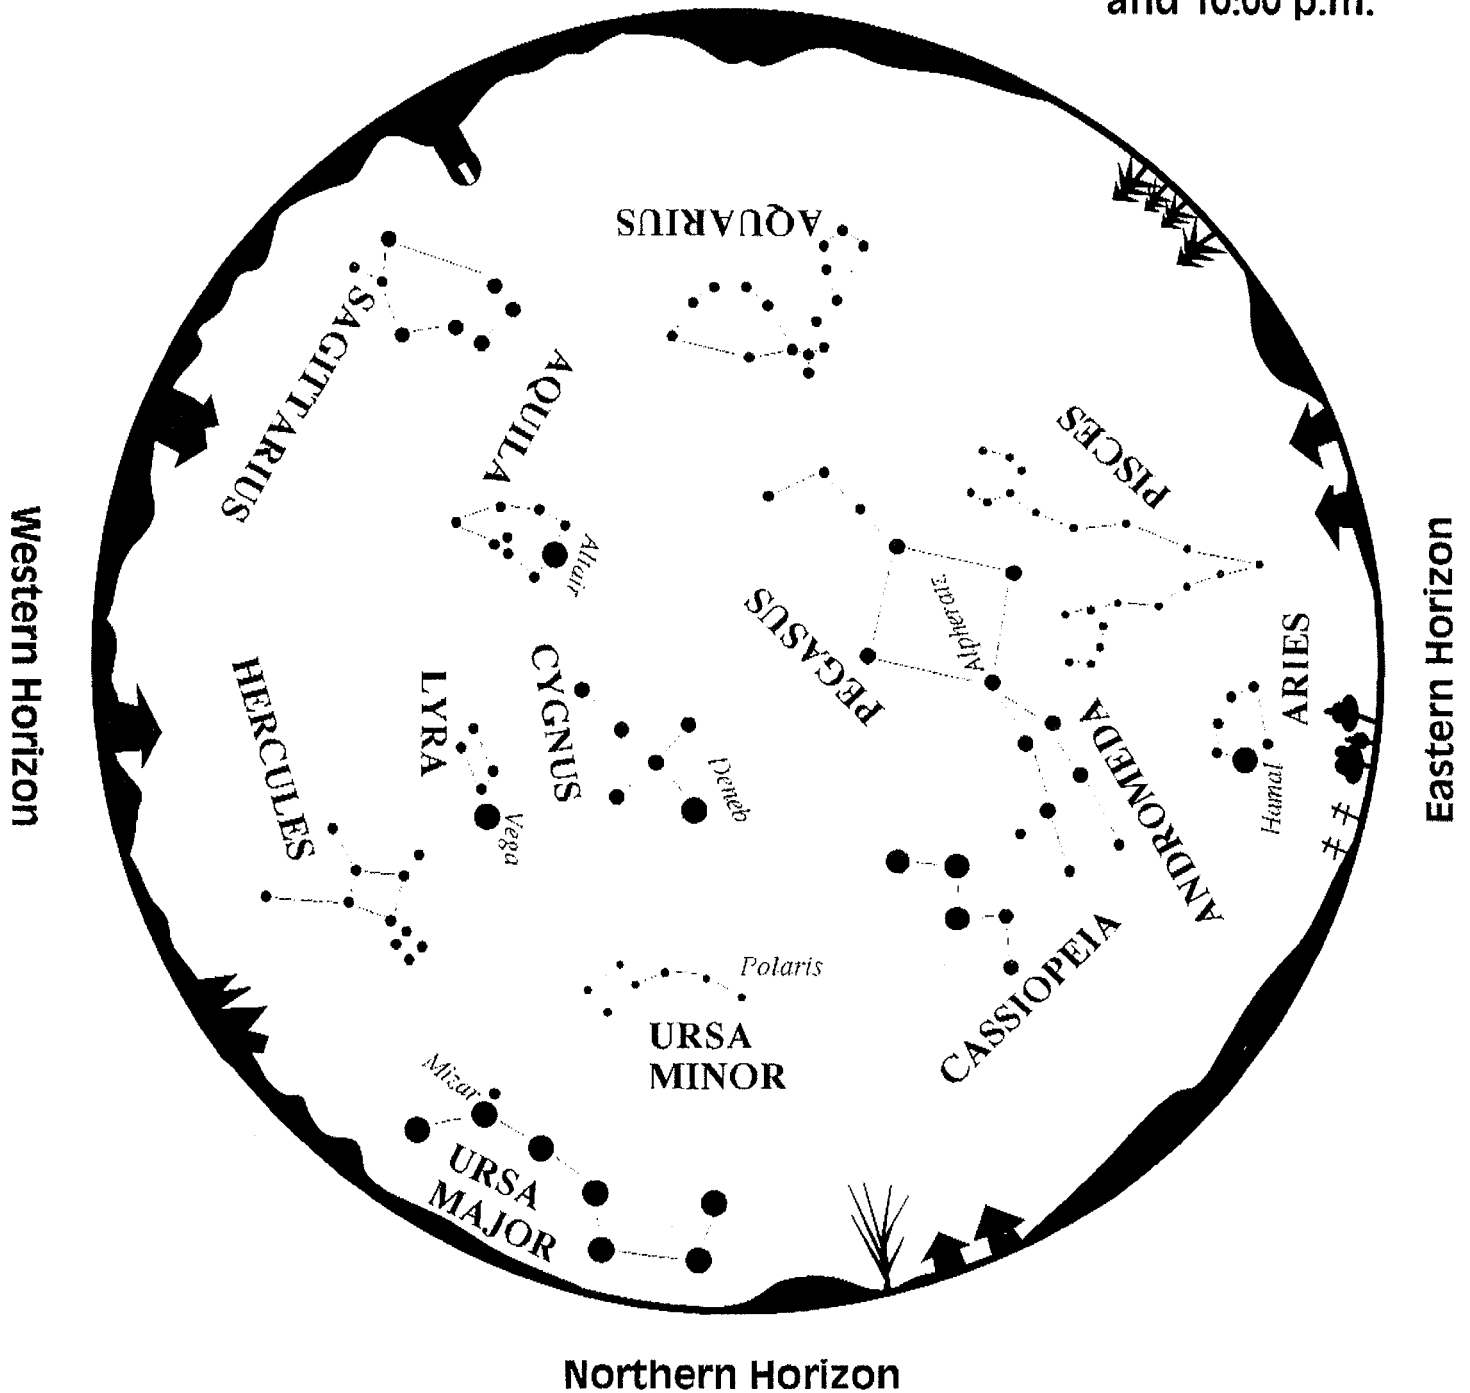 and 10:00 p.m.
AQUARIUS
SAGITTARIUS
AQUILA
Altair
PISCES
PEGASUS
Alpheratz
ARIES
Hamal
ANDROMEDA
CYGNUS
Deneb
LYRA
Vega
HERCULES
CASSIOPEIA
Polaris
URSA
MINOR
Mizar
URSA
MAJOR
Western Horizon
Eastern Horizon
Northern Horizon